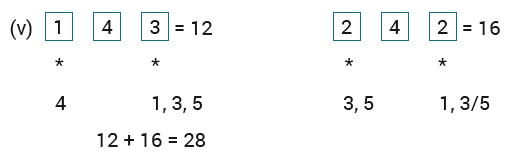 (v) 1 4 3 = 12 2 4 2 = 16
* * * *
4 1, 3, 5 3, 5 1, 3/5
12 + 16 = 28